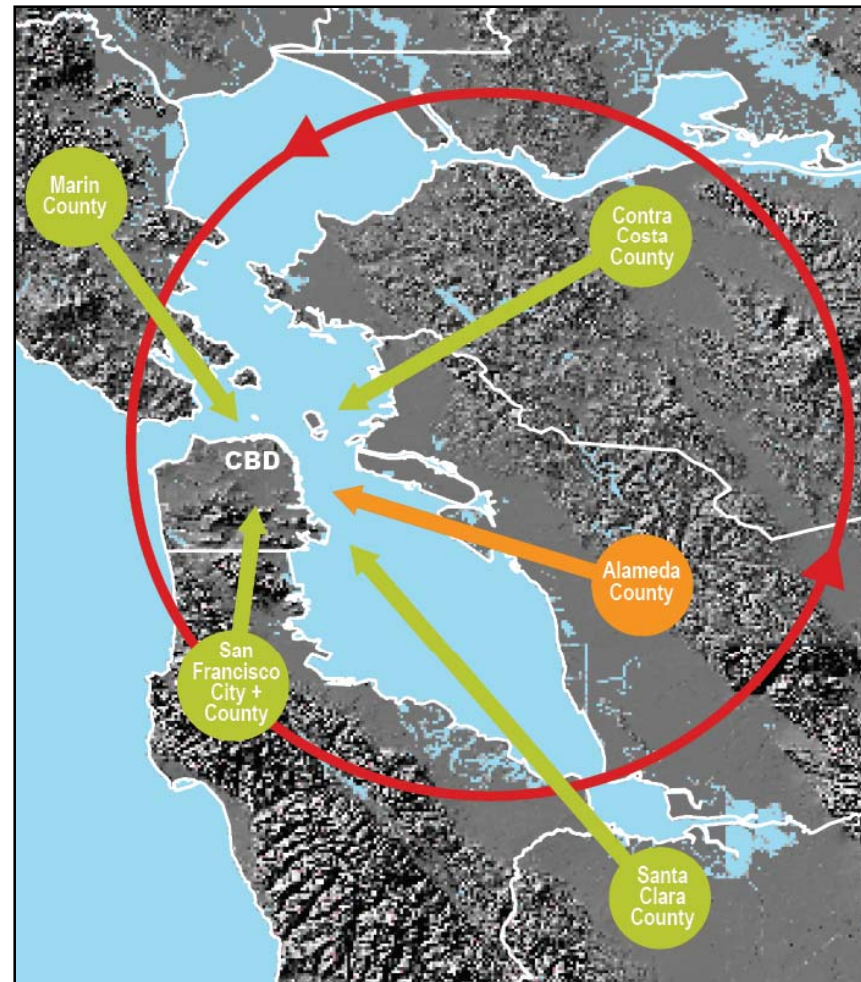 Marin
County
Contra
Costa
County
CBD
Alameda
County
San
Francisco
City +
County
Santa
Clara
County